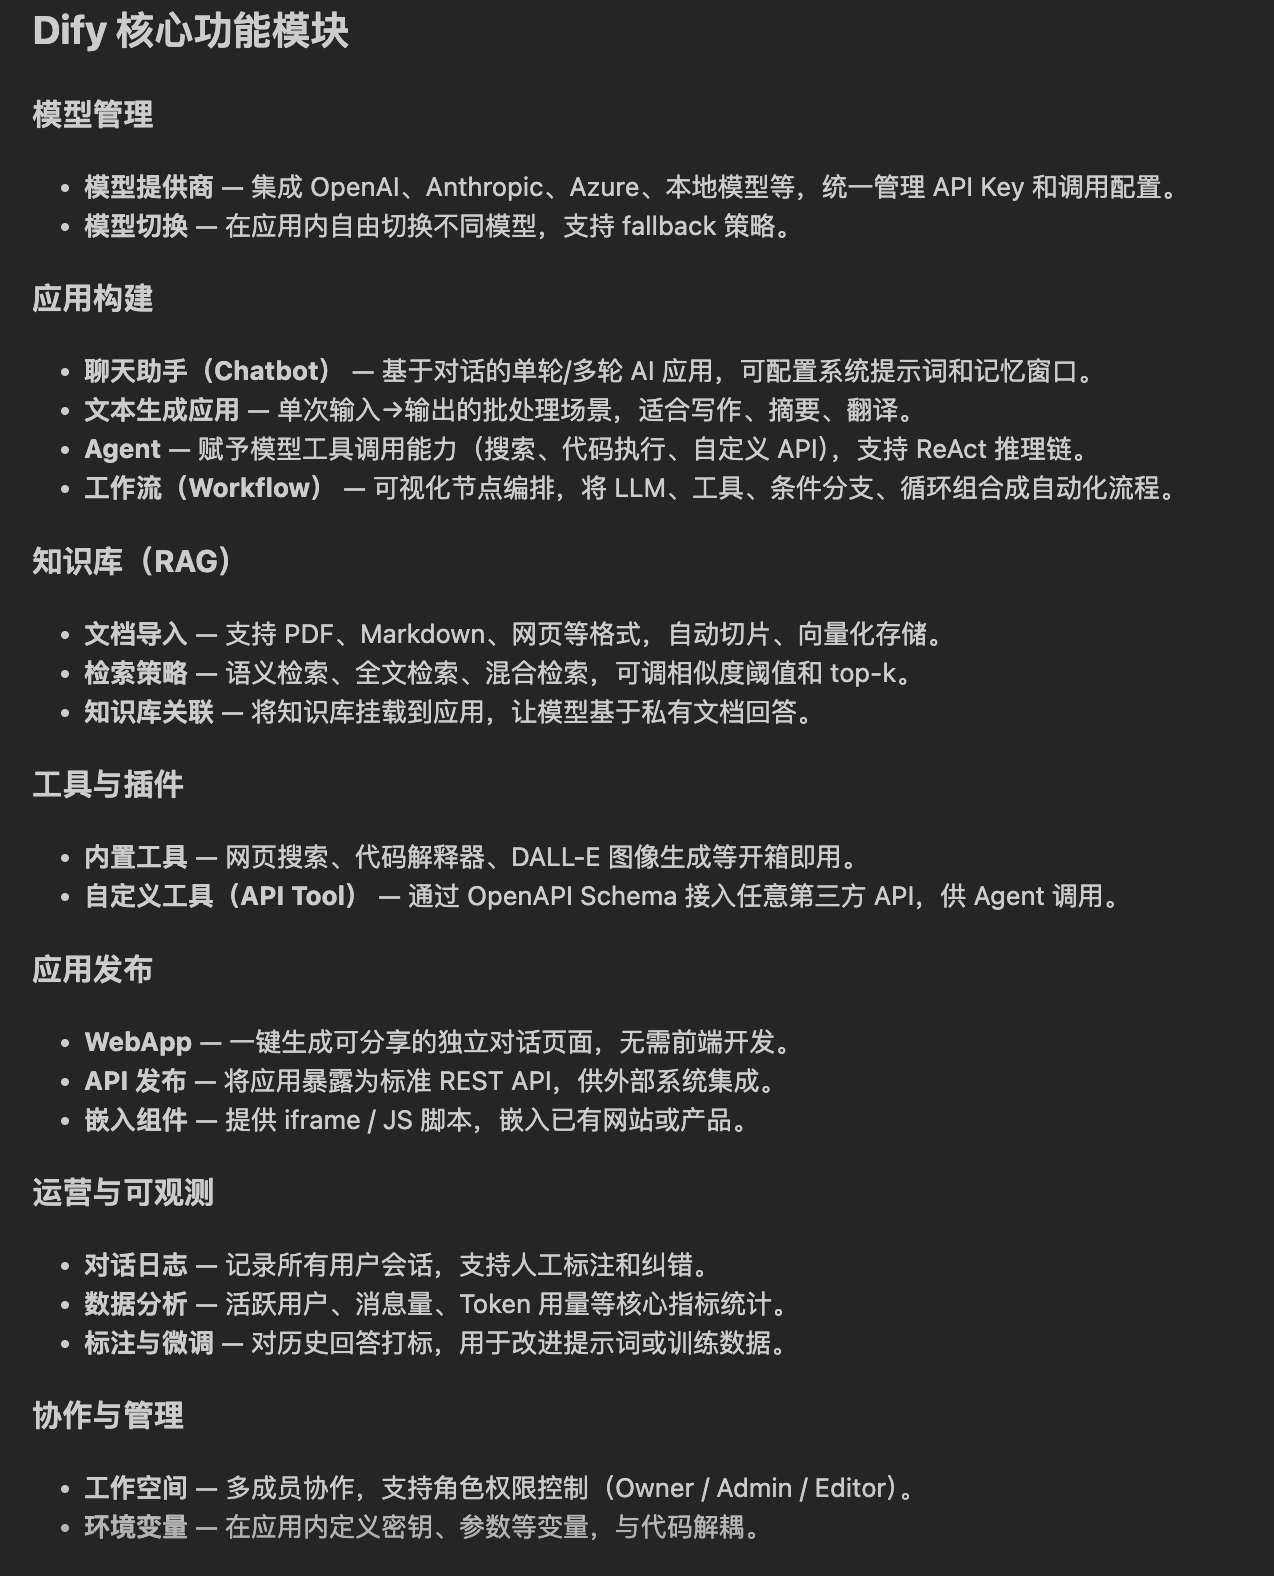 Dify 核心功能模块
模型管理
• 模型提供商 — 集成 OpenAI、Anthropic、Azure、本地模型等，统一管理 API Key 和调用配置。
• 模型切换 — 在应用内自由切换不同模型，支持 fallback 策略。
应用构建
• 聊天助手（Chatbot） — 基于对话的单轮/多轮 AI 应用，可配置系统提示词和记忆窗口。
• 文本生成应用 — 单次输入→输出的批处理场景，适合写作、摘要、翻译。
• Agent — 赋予模型工具调用能力（搜索、代码执行、自定义 API），支持 ReAct 推理链。
• 工作流（Workflow） — 可视化节点编排，将 LLM、工具、条件分支、循环组合成自动化流程。
知识库（RAG）
• 文档导入 — 支持 PDF、Markdown、网页等格式，自动切片、向量化存储。
• 检索策略 — 语义检索、全文检索、混合检索，可调相似度阈值和 top-k。
• 知识库关联 — 将知识库挂载到应用，让模型基于私有文档回答。
工具与插件
• 内置工具 — 网页搜索、代码解释器、DALL-E 图像生成等开箱即用。
• 自定义工具（API Tool） — 通过 OpenAPI Schema 接入任意第三方 API，供 Agent 调用。
应用发布
• WebApp — 一键生成可分享的独立对话页面，无需前端开发。
• API 发布 — 将应用暴露为标准 REST API，供外部系统集成。
• 嵌入组件 — 提供 iframe / JS 脚本，嵌入已有网站或产品。
运营与可观测
• 对话日志 — 记录所有用户会话，支持人工标注和纠错。
• 数据分析 — 活跃用户、消息量、Token 用量等核心指标统计。
• 标注与微调 — 对历史回答打标，用于改进提示词或训练数据。
协作与管理
• 工作空间 — 多成员协作，支持角色权限控制（Owner / Admin / Editor）。
• 环境变量 — 在应用内定义密钥、参数等变量，与代码解耦。